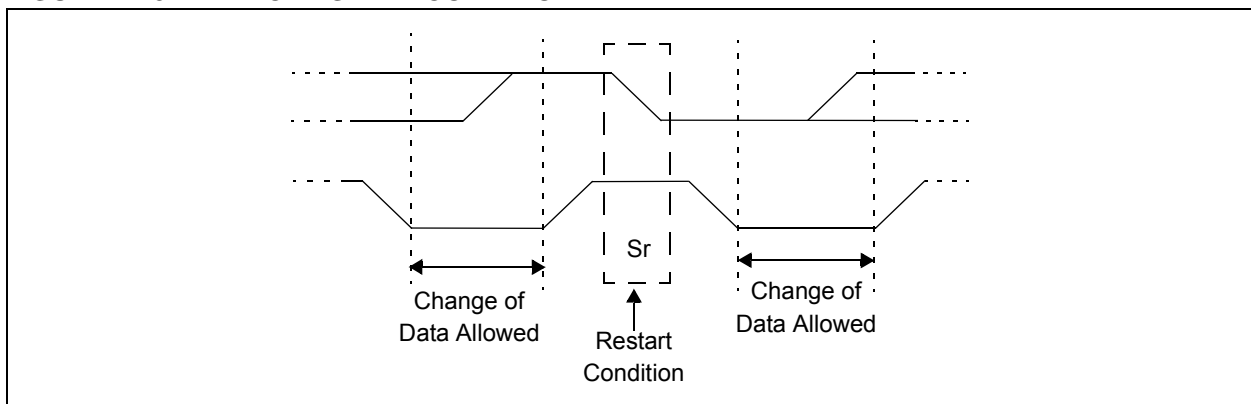 Sr
Change of
Data Allowed
Restart
Condition
Change of
Data Allowed